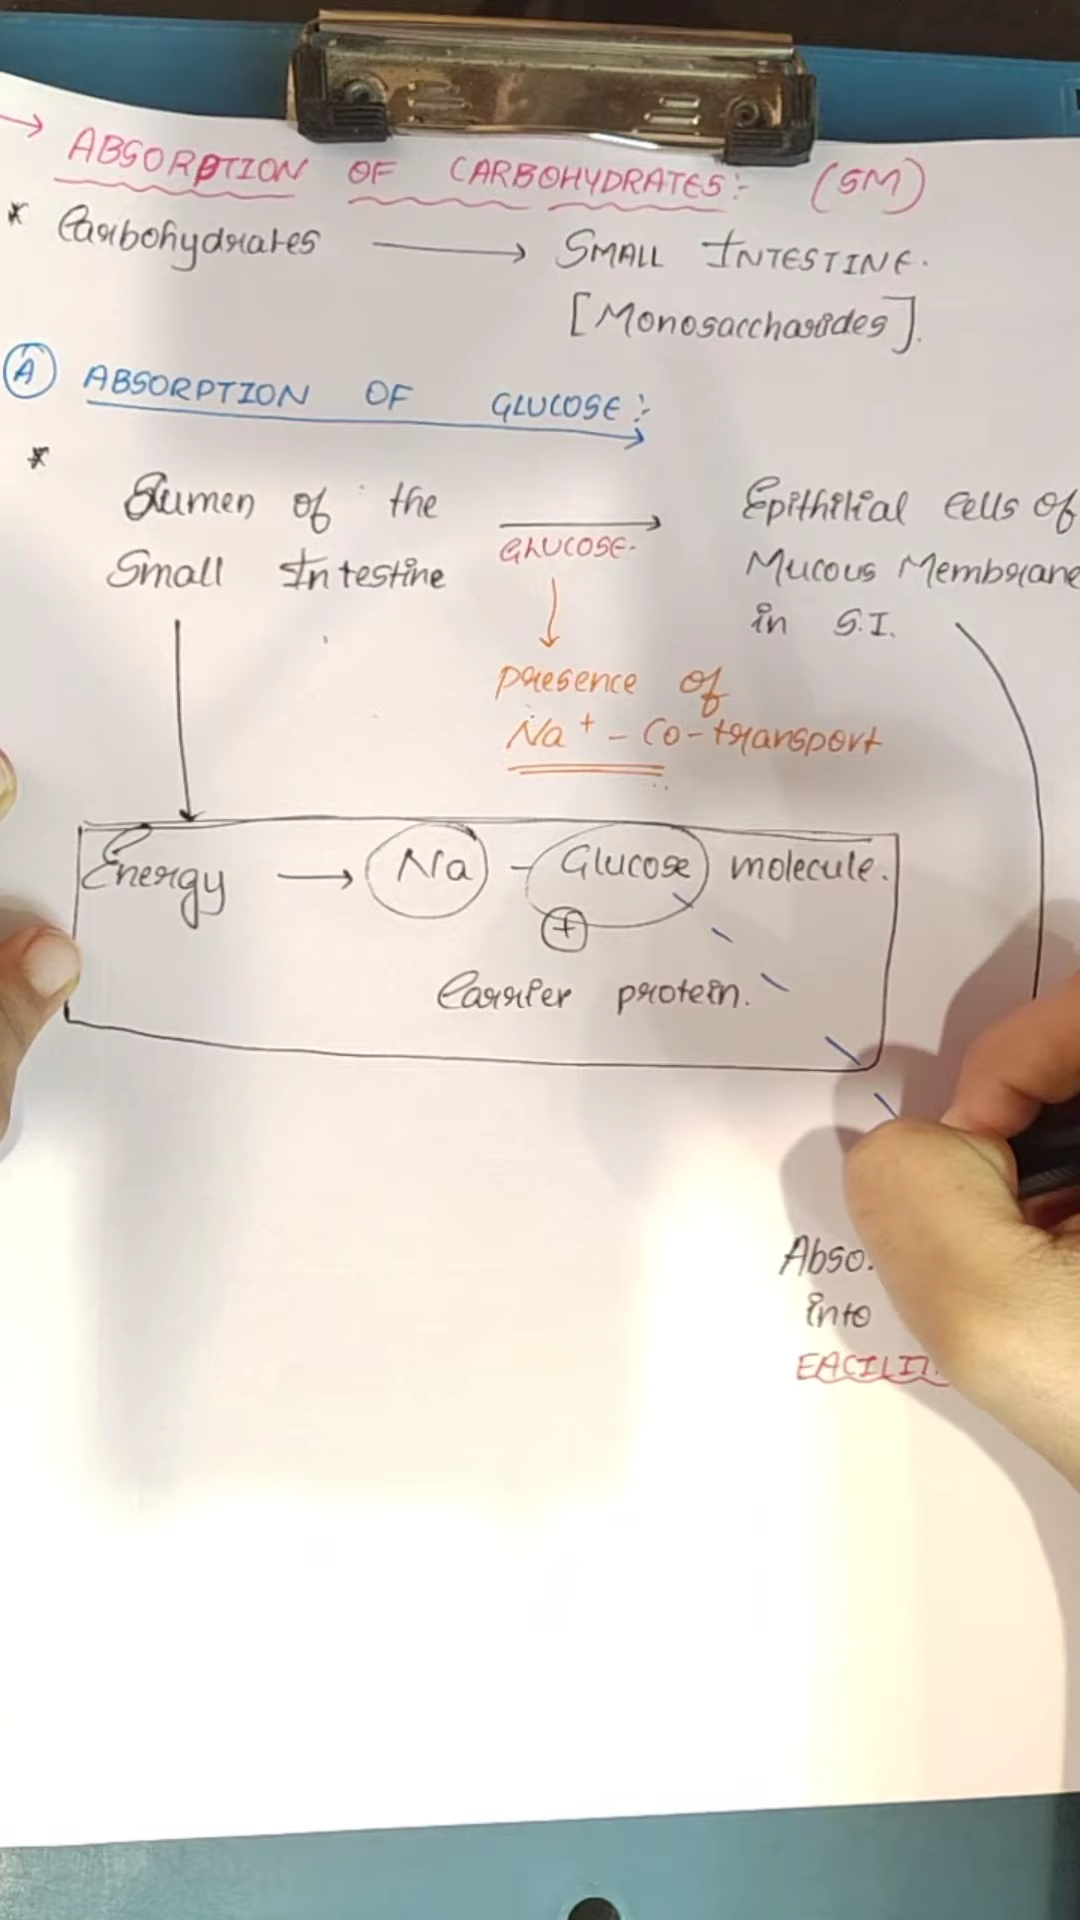 ABSORPTION OF CARBOHYDRATES:- (5M)
* Carbohydrates → SMALL INTESTINE.
[Monosaccharides].
A ABSORPTION OF GLUCOSE:-
*
Lumen of the Small Intestine
→
GLUCOSE.
Epithilial Cells of
Mucous Membrane
in S.I.
presence of
Na+ - Co-transport
Energy → Na - Glucose molecule.
+
Carrier protein.
Abso.
into